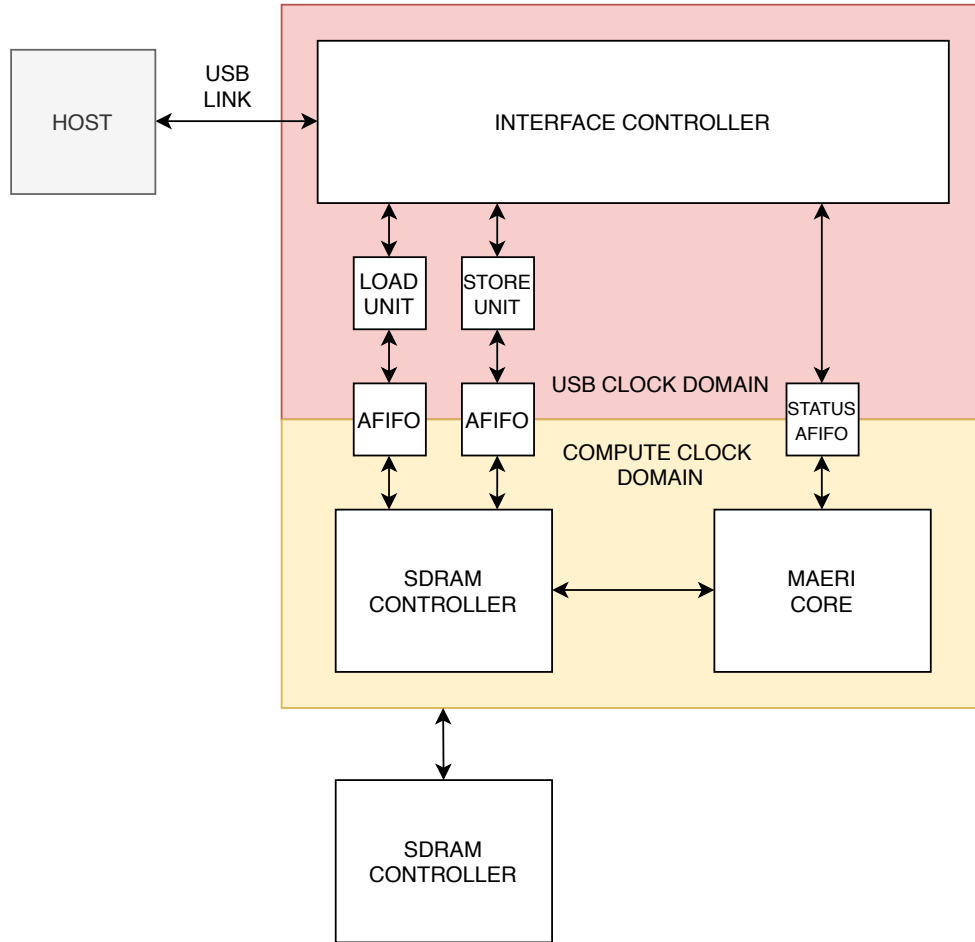 USB
LINK
HOST
INTERFACE CONTROLLER
LOAD
UNIT
STORE
UNIT
USB CLOCK DOMAIN
AFIFO
AFIFO
STATUS
AFIFO
COMPUTE CLOCK
DOMAIN
SDRAM
CONTROLLER
MAERI
CORE
SDRAM
CONTROLLER